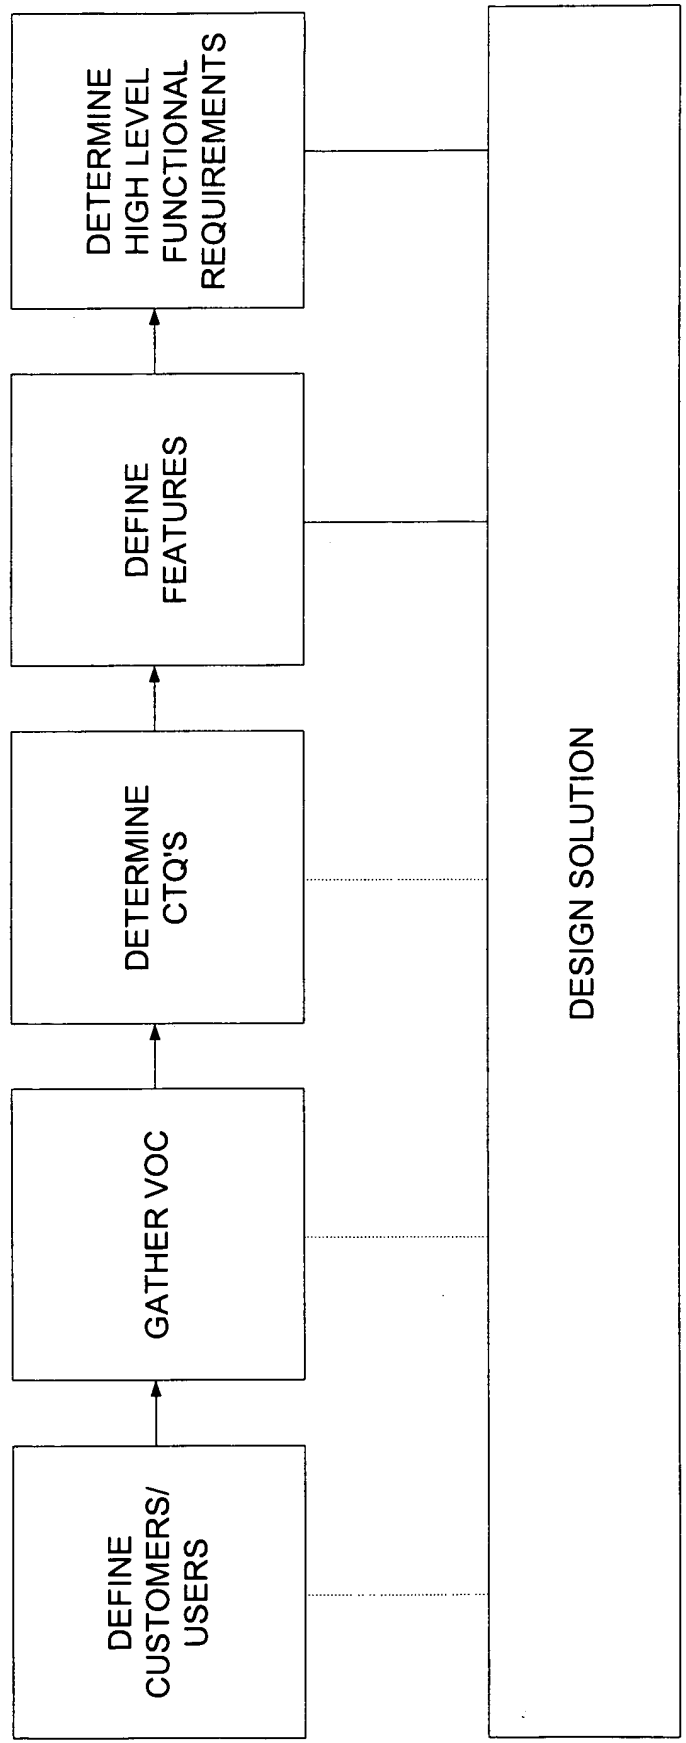 DEFINE
CUSTOMERS/
USERS
GATHER VOC
DETERMINE
CTQ'S
DEFINE
FEATURES
DETERMINE
HIGH LEVEL
FUNCTIONAL
REQUIREMENTS
DESIGN SOLUTION